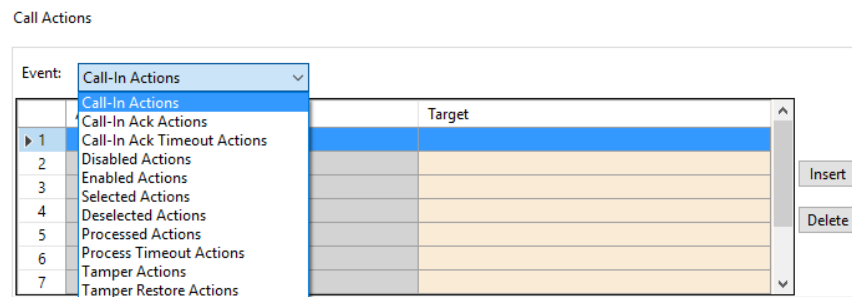 Call Actions
Event: Call-In Actions
Target
Call-In Actions
Call-In Ack Actions
Call-In Ack Timeout Actions
Disabled Actions
Enabled Actions
Selected Actions
Deselected Actions
Processed Actions
Process Timeout Actions
Tamper Actions
Tamper Restore Actions
1
2
3
4
5
6
7
Insert
Delete